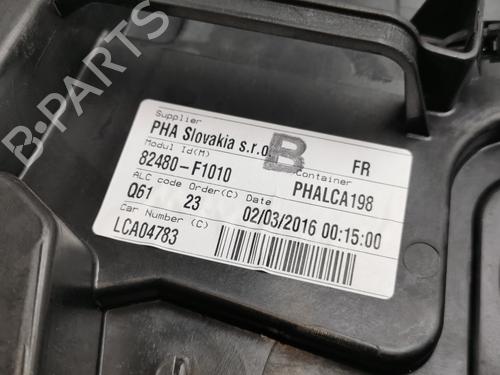 B-PARTS
Supplier
PHA Slovakia s.r.o
B
FR
Modul Id(M)
Container
82480-F1010
PHALCA198
ALC code Order(C) Date
Q61 23 02/03/2016 00:15:00
Car Number (C)
LCA04783